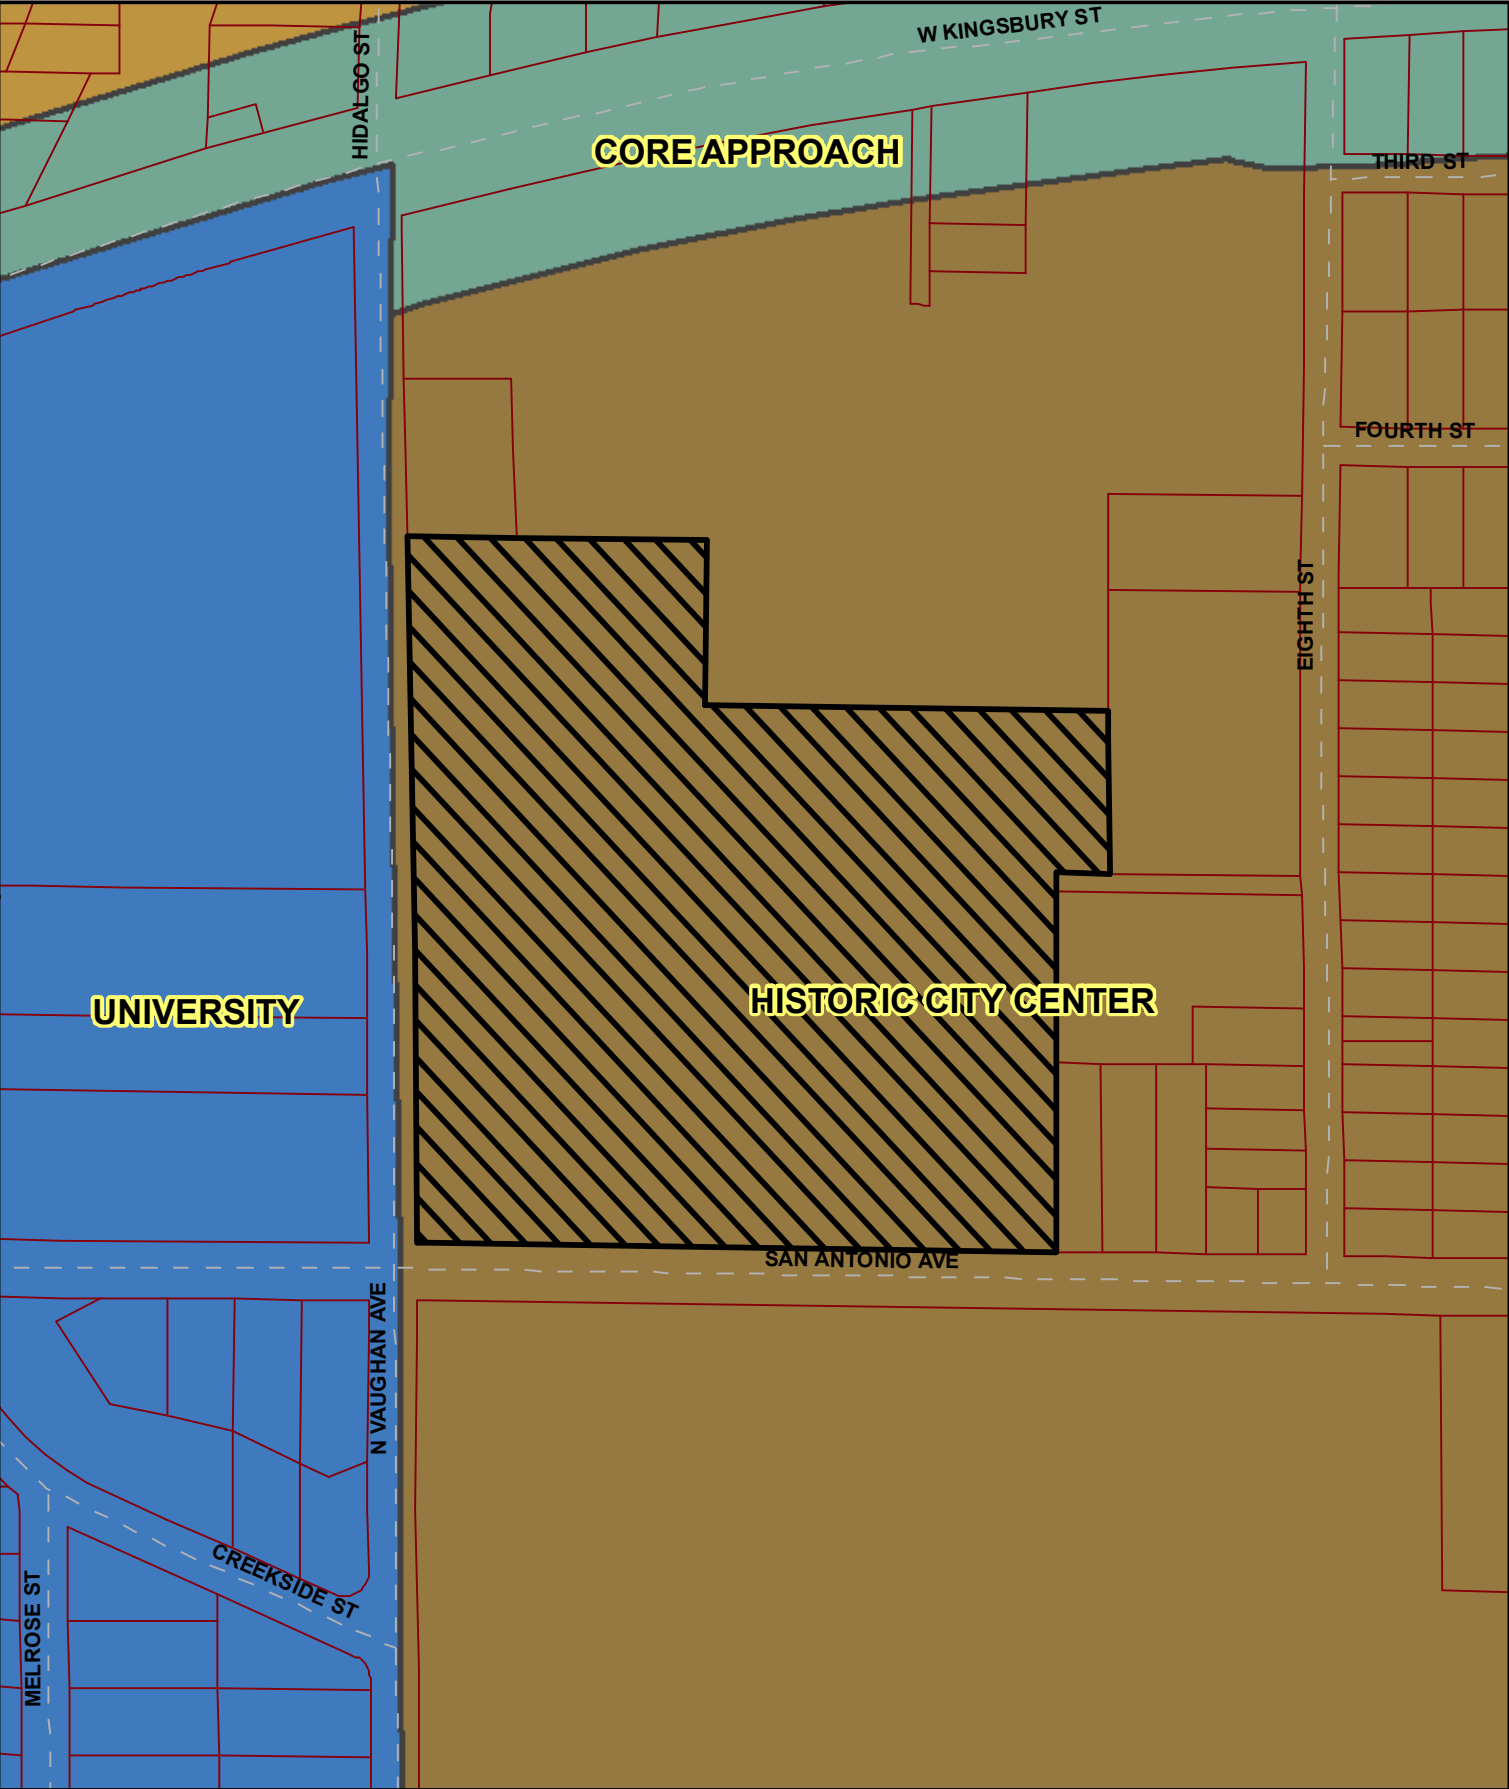 W KINGSBURY ST
HIDALGO ST
CORE APPROACH
THIRD ST
FOURTH ST
EIGHTH ST
UNIVERSITY
HISTORIC CITY CENTER
SAN ANTONIO AVE
N VAUGHAN AVE
CREEKSIDE ST
MELROSE ST